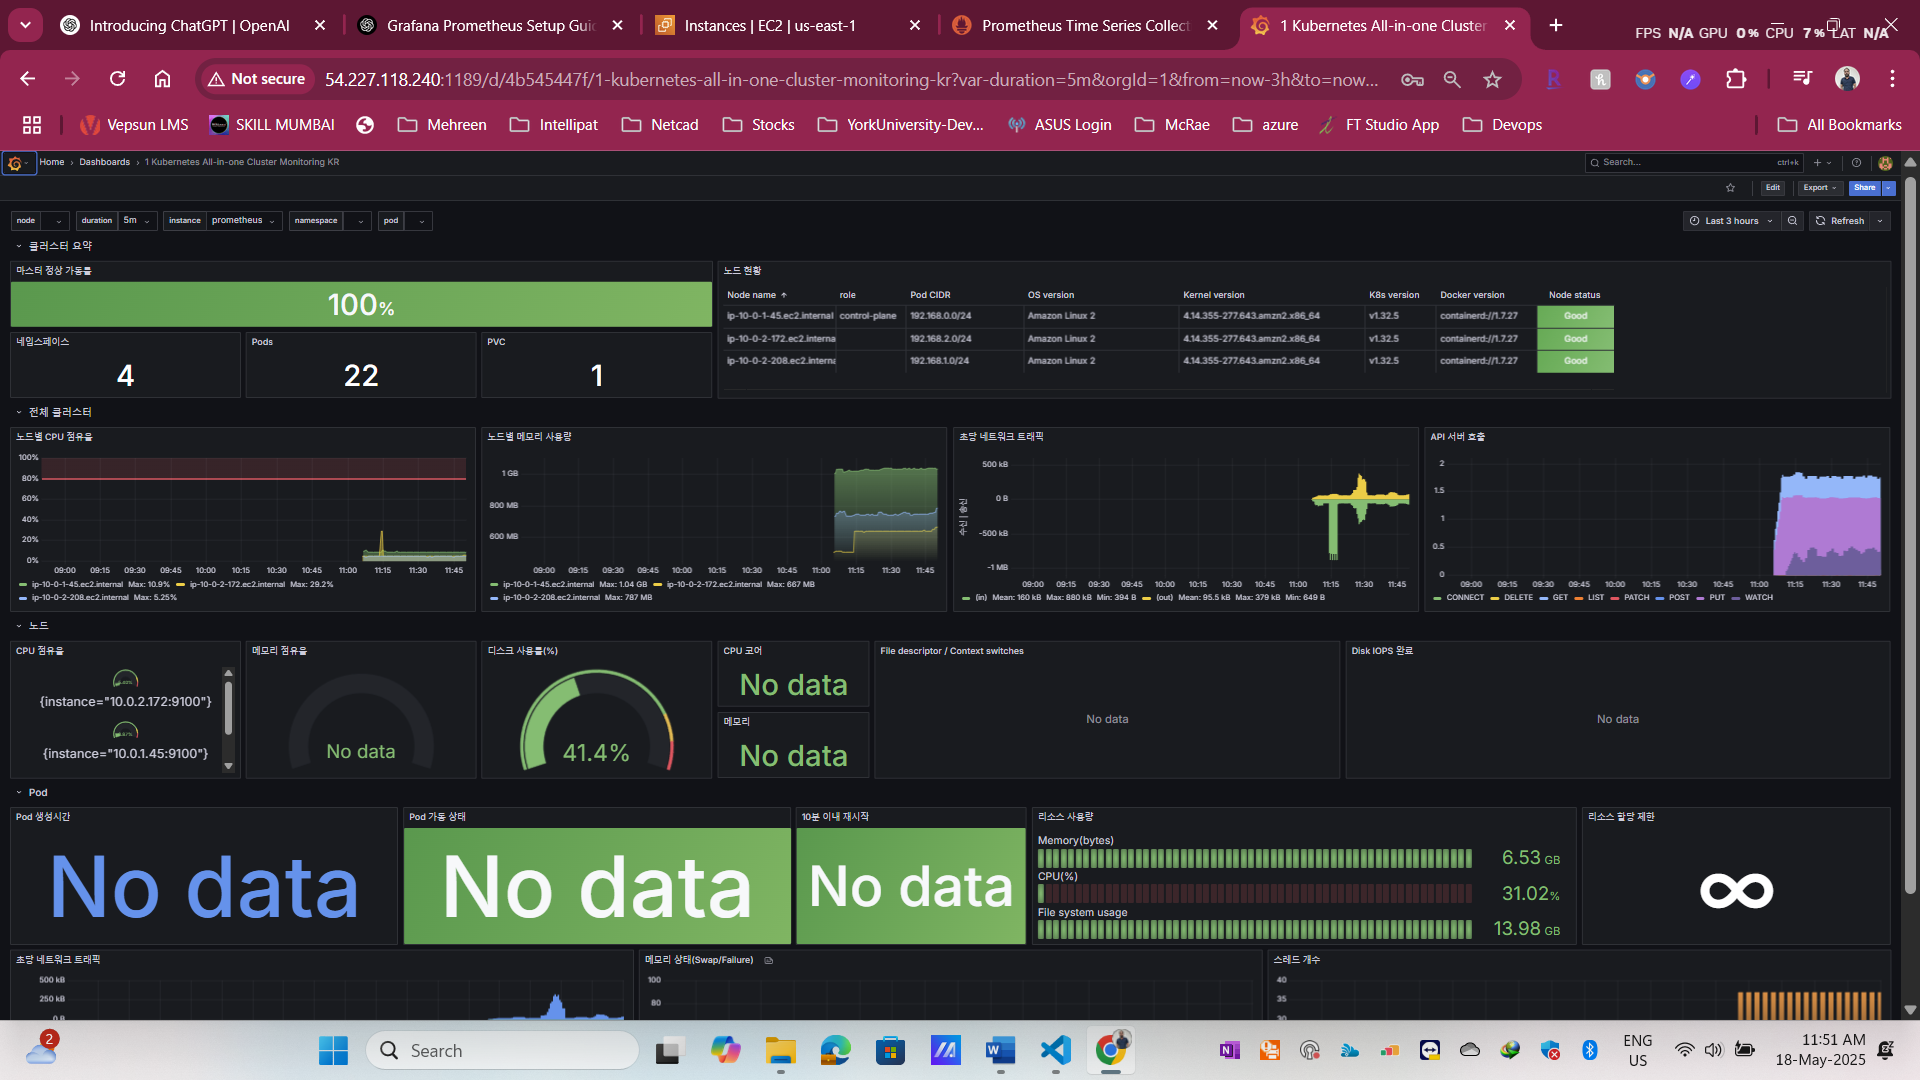 Introducing ChatGPT | OpenAI
Grafana Prometheus Setup Gui
Instances | EC2 | us-east-1
Prometheus Time Series Collect
1 Kubernetes All-in-one Cluster
FPS N/A GPU 0% CPU 7% LAT N/A
Not secure
54.227.118.240:1189/d/4b545447f/1-kubernetes-all-in-one-cluster-monitoring-kr?var-duration=5m&orgId=1&from=now-3h&to=now...
Vepsun LMS
SKILL MUMBAI
Mehreen
Intellipat
Netcad
Stocks
YorkUniversity-Dev...
ASUS Login
McRae
azure
FT Studio App
Devops
All Bookmarks
Home › Dashboards › 1 Kubernetes All-in-one Cluster Monitoring KR
Search... ctrl+k
Edit Export Share
node duration 5m instance prometheus namespace pod
Last 3 hours Refresh
클러스터 요약
마스터 정상 가동률
100%
네임스페이스
4
Pods
22
PVC
1
노드 현황
Node name role Pod CIDR OS version Kernel version K8s version Docker version Node status
ip-10-0-1-45.ec2.internal control-plane 192.168.0.0/24 Amazon Linux 2 4.14.355-277.643.amzn2.x86_64 v1.32.5 containerd://1.7.27 Good
ip-10-0-2-172.ec2.interna 192.168.2.0/24 Amazon Linux 2 4.14.355-277.643.amzn2.x86_64 v1.32.5 containerd://1.7.27 Good
ip-10-0-2-208.ec2.interna 192.168.1.0/24 Amazon Linux 2 4.14.355-277.643.amzn2.x86_64 v1.32.5 containerd://1.7.27 Good
전체 클러스터
노드별 CPU 점유율
100%
80%
60%
40%
20%
0%
09:00 09:15 09:30 09:45 10:00 10:15 10:30 10:45 11:00 11:15 11:30 11:45
ip-10-0-1-45.ec2.internal Max: 10.9% ip-10-0-2-172.ec2.internal Max: 29.2%
ip-10-0-2-208.ec2.internal Max: 5.25%
노드별 메모리 사용량
1 GB
800 MB
600 MB
09:00 09:15 09:30 09:45 10:00 10:15 10:30 10:45 11:00 11:15 11:30 11:45
ip-10-0-1-45.ec2.internal Max: 1.04 GB ip-10-0-2-172.ec2.internal Max: 667 MB
ip-10-0-2-208.ec2.internal Max: 787 MB
초당 네트워크 트래픽
수신 | 송신
500 kB
0 B
-500 kB
-1 MB
09:00 09:15 09:30 09:45 10:00 10:15 10:30 10:45 11:00 11:15 11:30 11:45
(in) Mean: 160 kB Max: 880 kB Min: 394 B (out) Mean: 95.5 kB Max: 379 kB Min: 649 B
API 서버 호출
2
1.5
1
0.5
0
09:00 09:15 09:30 09:45 10:00 10:15 10:30 10:45 11:00 11:15 11:30 11:45
CONNECT DELETE GET LIST PATCH POST PUT WATCH
노드
CPU 점유율
{instance="10.0.2.172:9100"}
{instance="10.0.1.45:9100"}
메모리 점유율
No data
디스크 사용률(%)
41.4%
CPU 코어
No data
메모리
No data
File descriptor / Context switches
No data
Disk IOPS 완료
No data
Pod
Pod 생성시간
No data
Pod 가동 상태
No data
10분 이내 재시작
No data
리소스 사용량
Memory(bytes)
6.53 GB
CPU(%)
31.02%
File system usage
13.98 GB
리소스 할당 제한
∞
초당 네트워크 트래픽
500 kB
250 kB
0 B
메모리 상태(Swap/Failure)
100
80
스레드 개수
40
35
30
2
Search
ENG
US
11:51 AM
18-May-2025